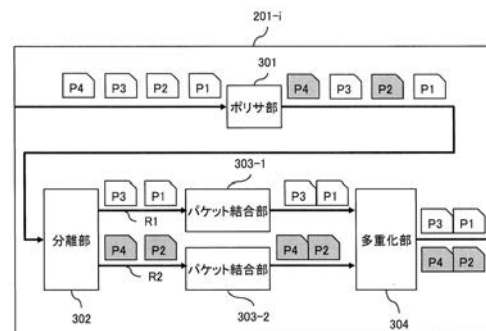 201-i
301
P4 P3 P2 P1
ポリサ部
P4 P3 P2 P1
303-1
P3 P1
R1
パケット結合部
P3 P1
分離部
多重化部
P3 P1
P4 P2
R2
パケット結合部
P4 P2
P4 P2
302
303-2
304